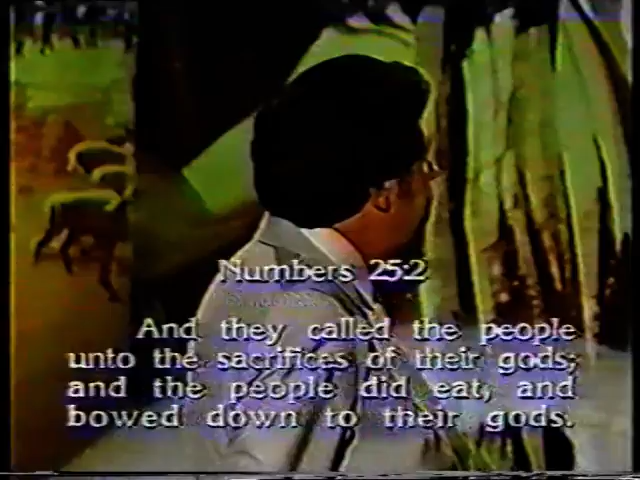 Numbers 25:2
And they called the people
unto the sacrifices of their gods;
and the people did eat, and
bowed down to their gods.